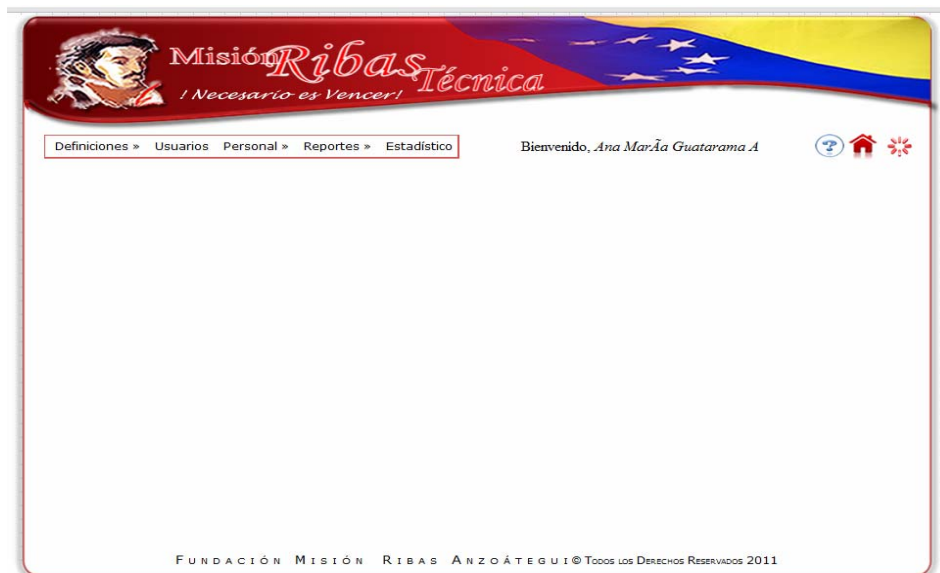 Misión Ribas Técnica
! Necesario es Vencer!
Definiciones » Usuarios Personal » Reportes » Estadístico
Bienvenido, Ana MarÃa Guatarama A
?
FUNDACIÓN MISIÓN RIBAS ANZOÁTEGUI © TODOS LOS DERECHOS RESERVADOS 2011